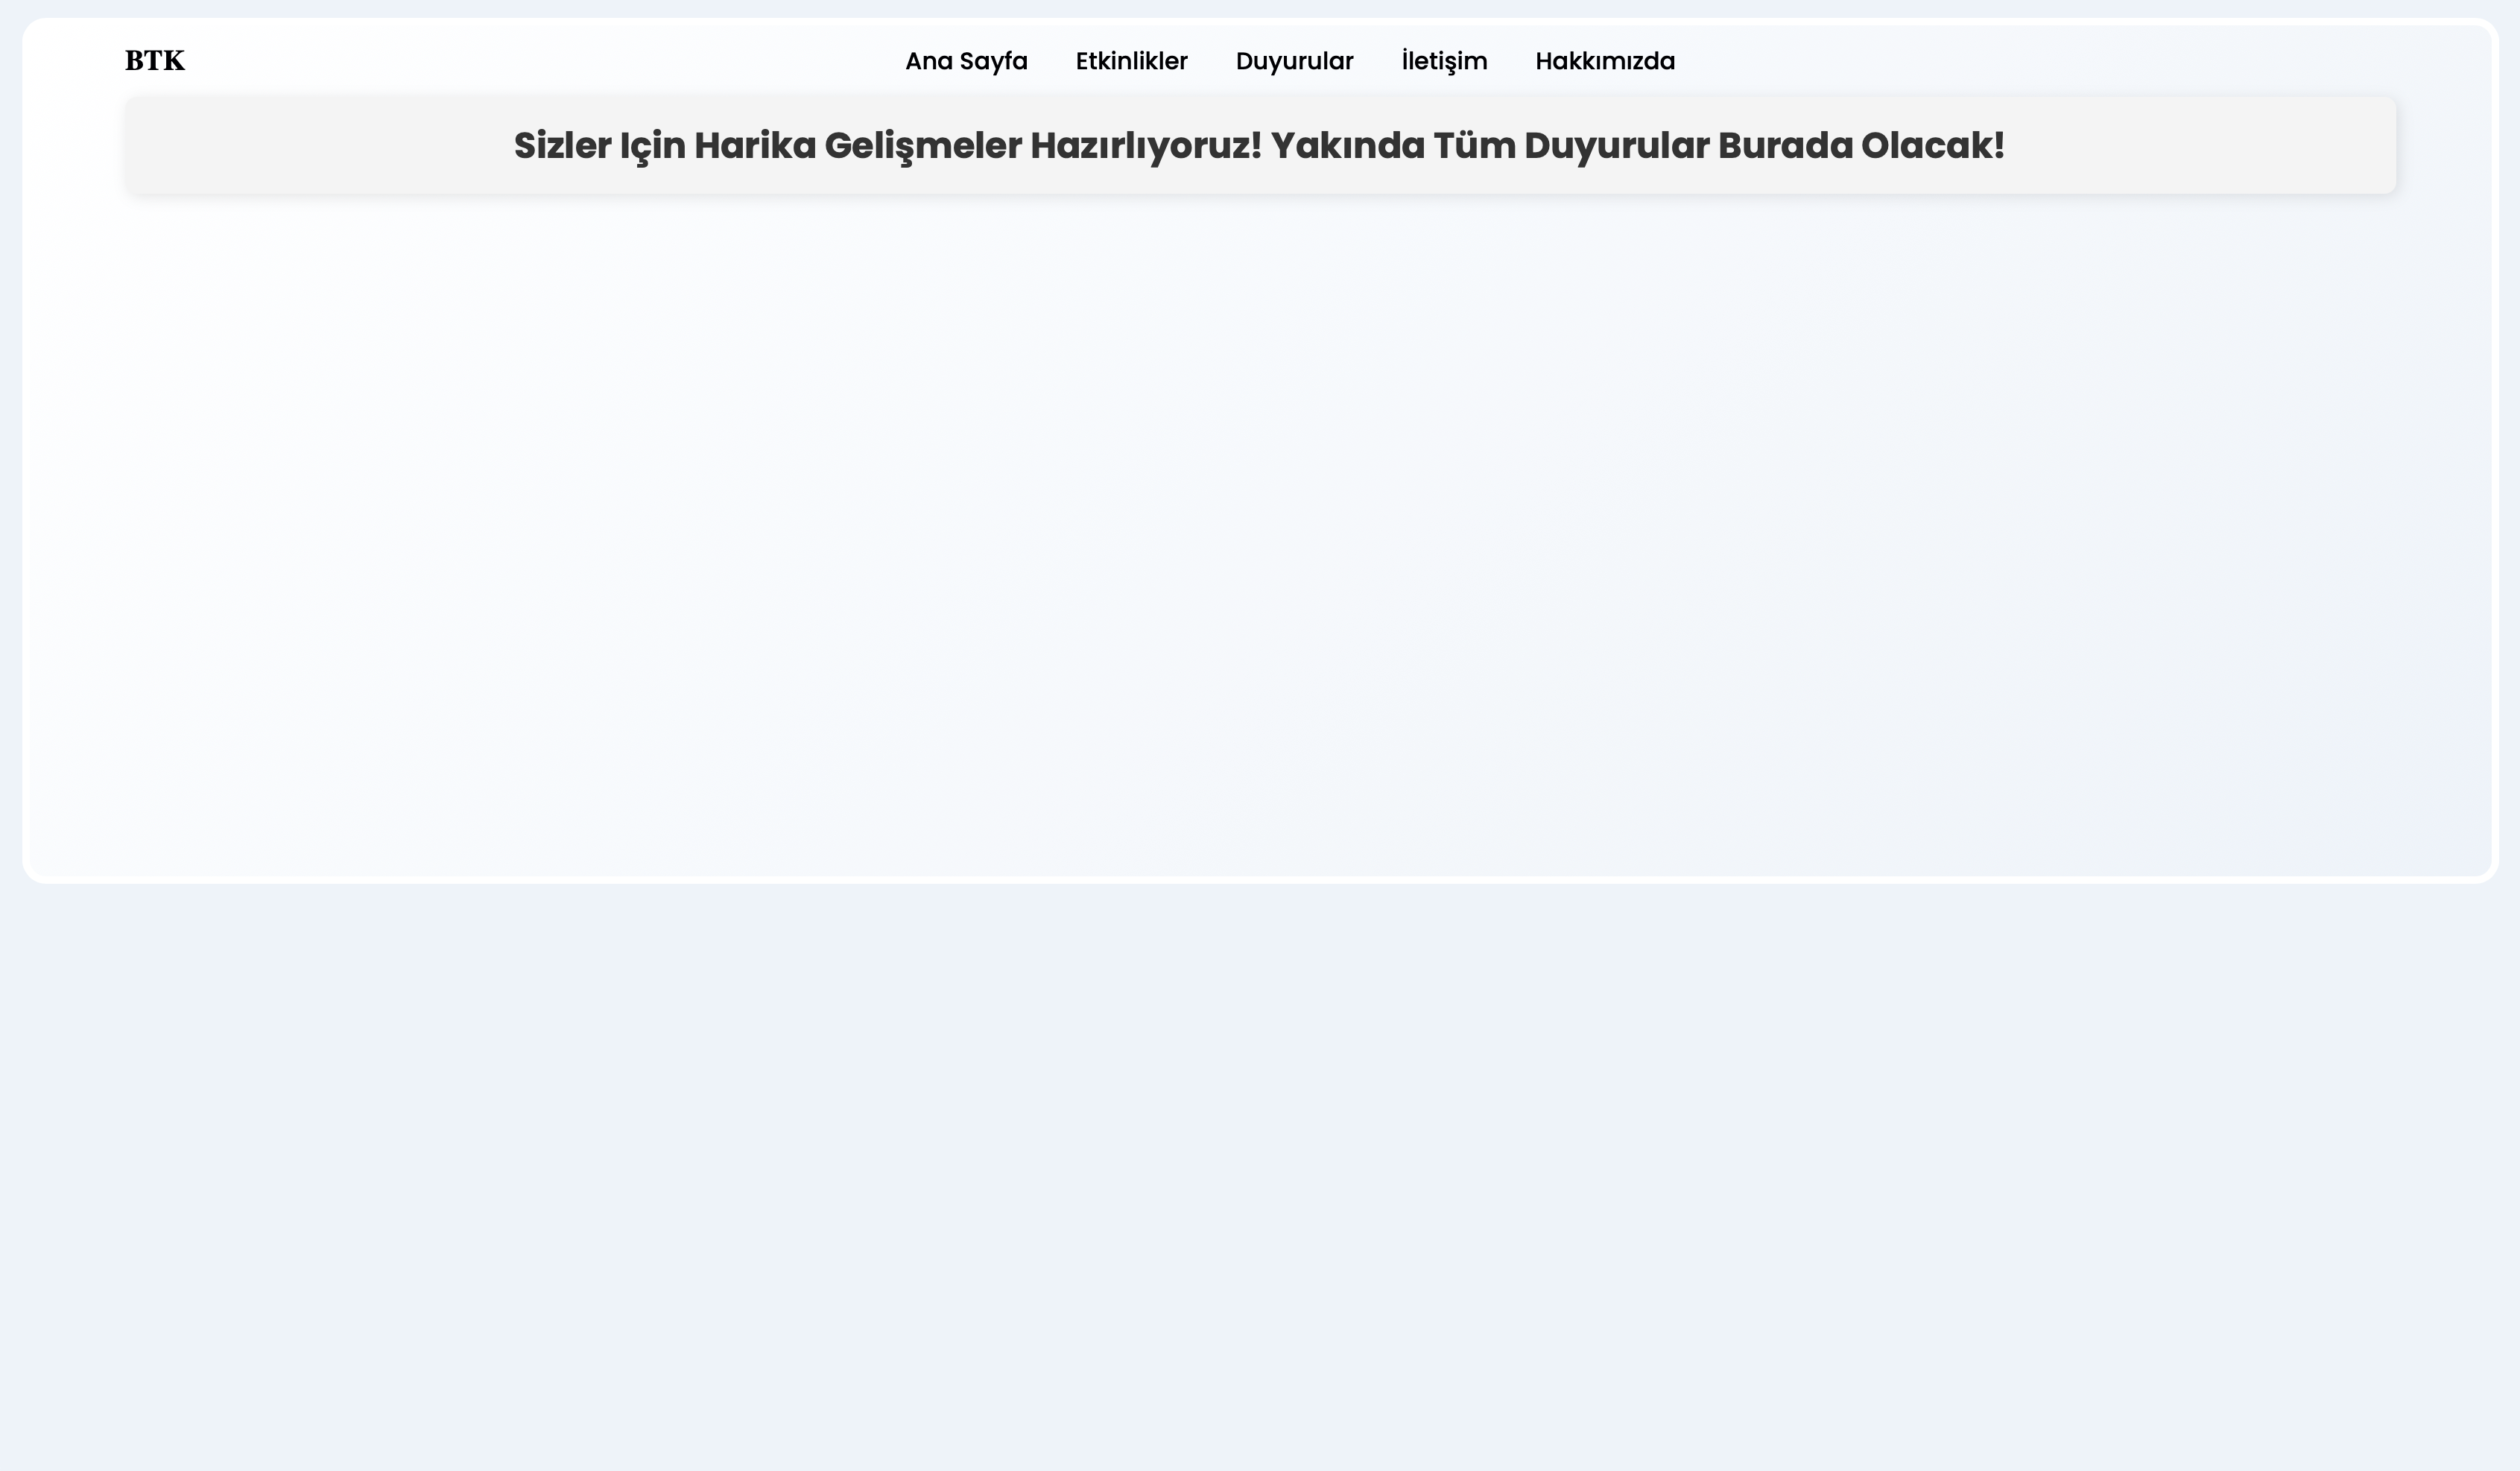 BTK
Ana Sayfa Etkinlikler Duyurular İletişim Hakkımızda
Sizler Için Harika Gelişmeler Hazırlıyoruz! Yakında Tüm Duyurular Burada Olacak!